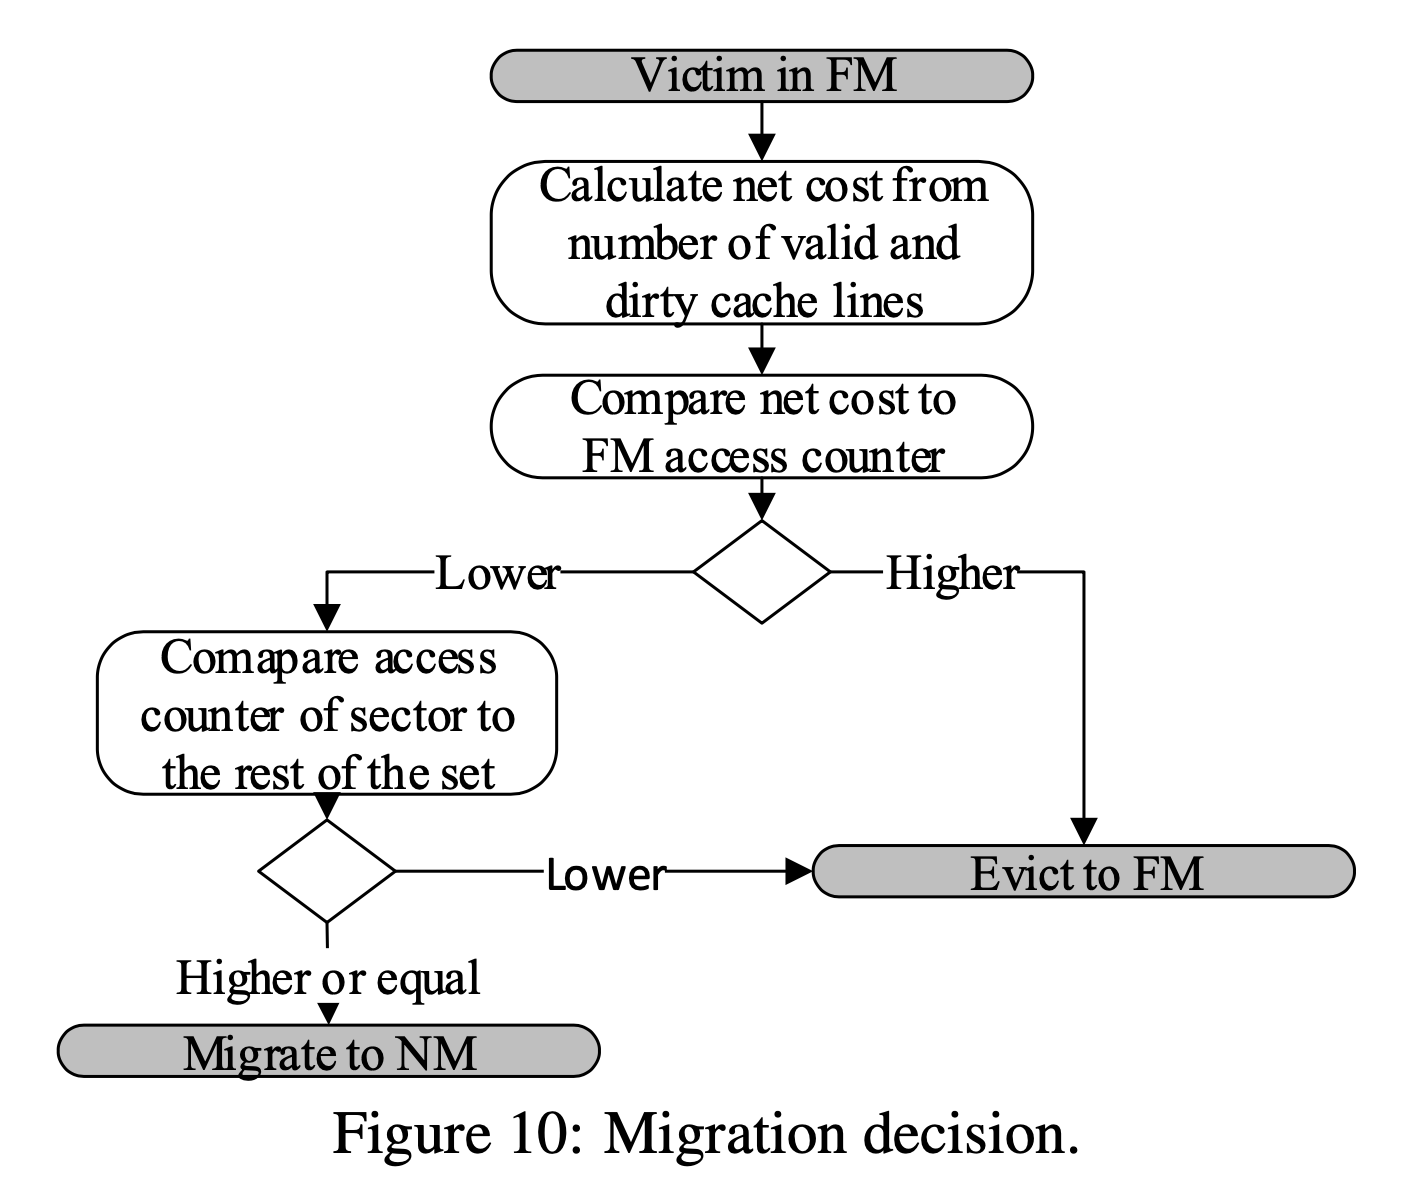 Victim in FM
Calculate net cost from
number of valid and
dirty cache lines
Compare net cost to
FM access counter
Lower
Higher
Comapare access
counter of sector to
the rest of the set
Lower
Evict to FM
Higher or equal
Migrate to NM
Figure 10: Migration decision.